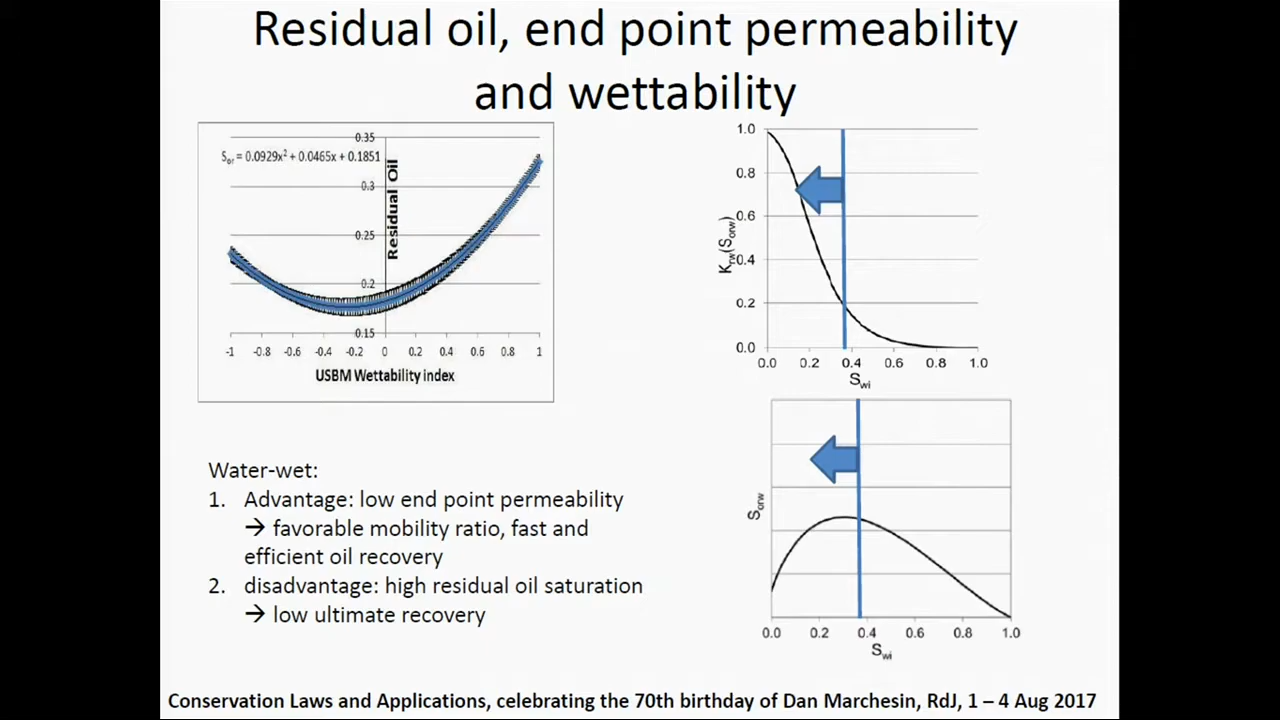 Residual oil, end point permeability
and wettability
0.35
Sor = 0.0929x² + 0.0465x + 0.1851
0.3
0.25
0.2
0.15
Residual Oil
-1 -0.8 -0.6 -0.4 -0.2 0 0.2 0.4 0.6 0.8 1
USBM Wettability index
1.0
0.8
0.6
0.4
0.2
0.0
Krw(Sorw)
0.0 0.2 0.4 0.6 0.8 1.0
Swi
Sorw
0.0 0.2 0.4 0.6 0.8 1.0
Swi
Water-wet:
1. Advantage: low end point permeability
→ favorable mobility ratio, fast and
efficient oil recovery
2. disadvantage: high residual oil saturation
→ low ultimate recovery
Conservation Laws and Applications, celebrating the 70th birthday of Dan Marchesin, RdJ, 1 – 4 Aug 2017